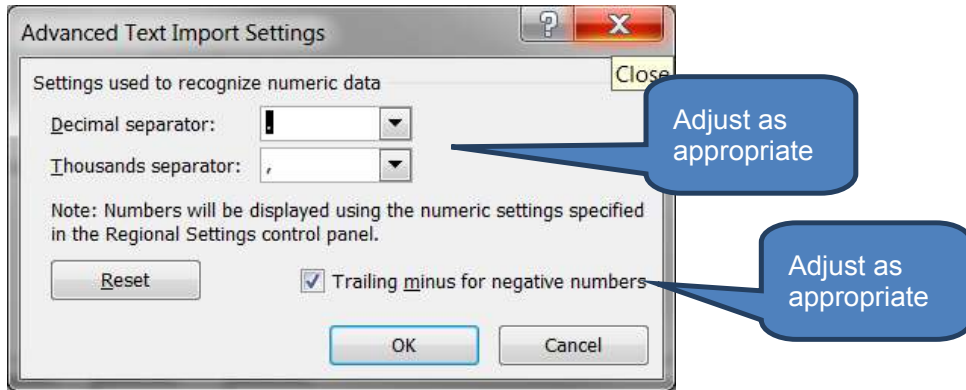 Advanced Text Import Settings
? X
Close
Settings used to recognize numeric data
Decimal separator: .
Thousands separator: ,
Adjust as
appropriate
Note: Numbers will be displayed using the numeric settings specified
in the Regional Settings control panel.
Reset
Trailing minus for negative numbers
Adjust as
appropriate
OK
Cancel